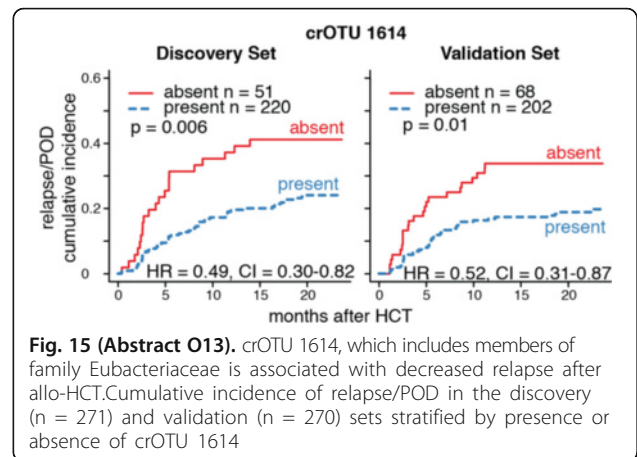 crOTU 1614
Discovery Set
Validation Set
relapse/POD
cumulative incidence
0.6
0.4
0.2
0
absent n = 51
present n = 220
p = 0.006
absent
present
HR = 0.49, CI = 0.30-0.82
0 5 10 15 20
absent n = 68
present n = 202
p = 0.01
absent
present
HR = 0.52, CI = 0.31-0.87
0 5 10 15 20
months after HCT
Fig. 15 (Abstract O13). crOTU 1614, which includes members of
family Eubacteriaceae is associated with decreased relapse after
allo-HCT.Cumulative incidence of relapse/POD in the discovery
(n = 271) and validation (n = 270) sets stratified by presence or
absence of crOTU 1614